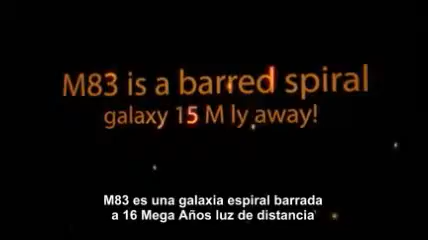 M83 is a barred spiral
galaxy 15 M ly away!
M83 es una galaxia espiral barrada
a 16 Mega Años luz de distancia